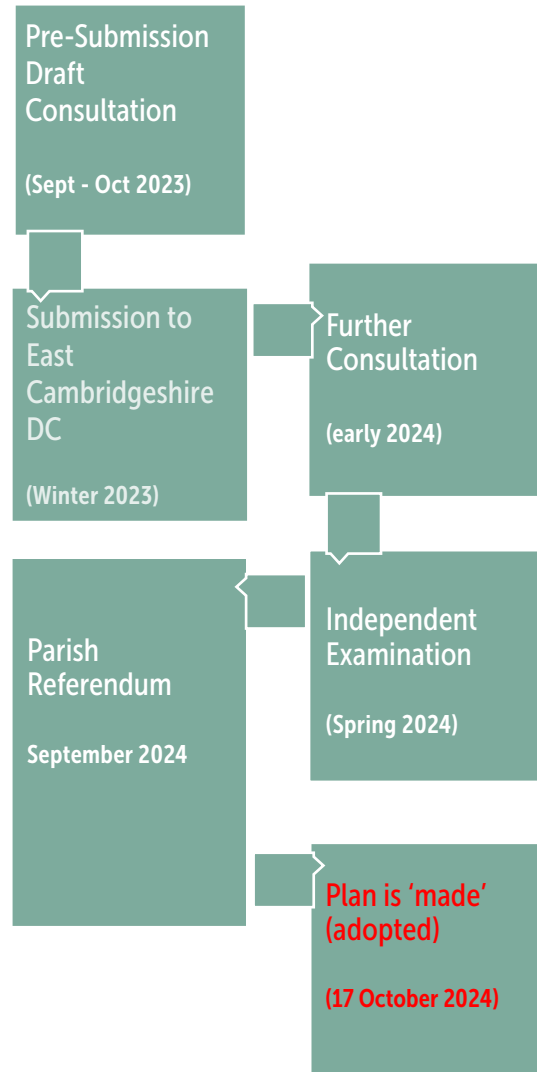 Pre-Submission
Draft
Consultation
(Sept - Oct 2023)
Submission to
East
Cambridgeshire
DC
(Winter 2023)
Further
Consultation
(early 2024)
Independent
Examination
(Spring 2024)
Parish
Referendum
September 2024
Plan is ‘made’
(adopted)
(17 October 2024)